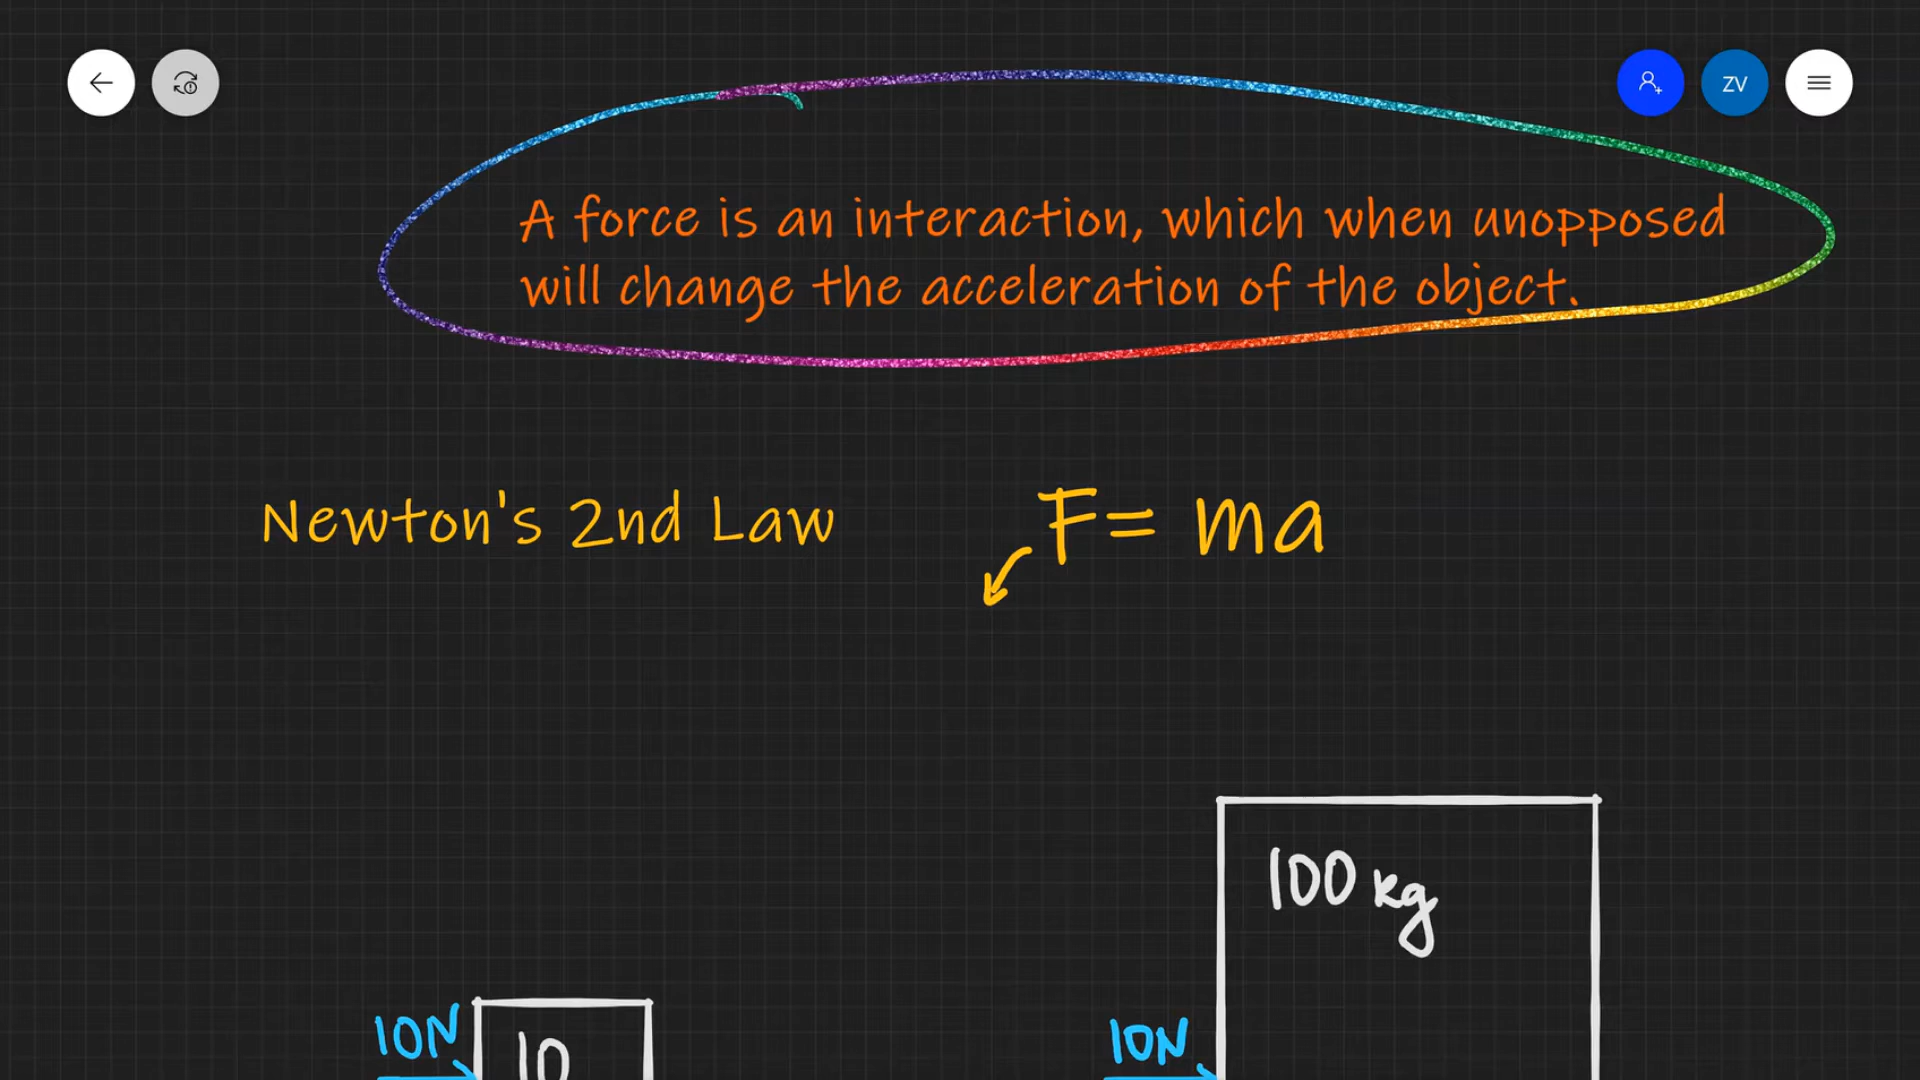 ZV
A force is an interaction, which when unopposed
will change the acceleration of the object.
Newton's 2nd Law
F = ma
100 kg
10N
10
10N